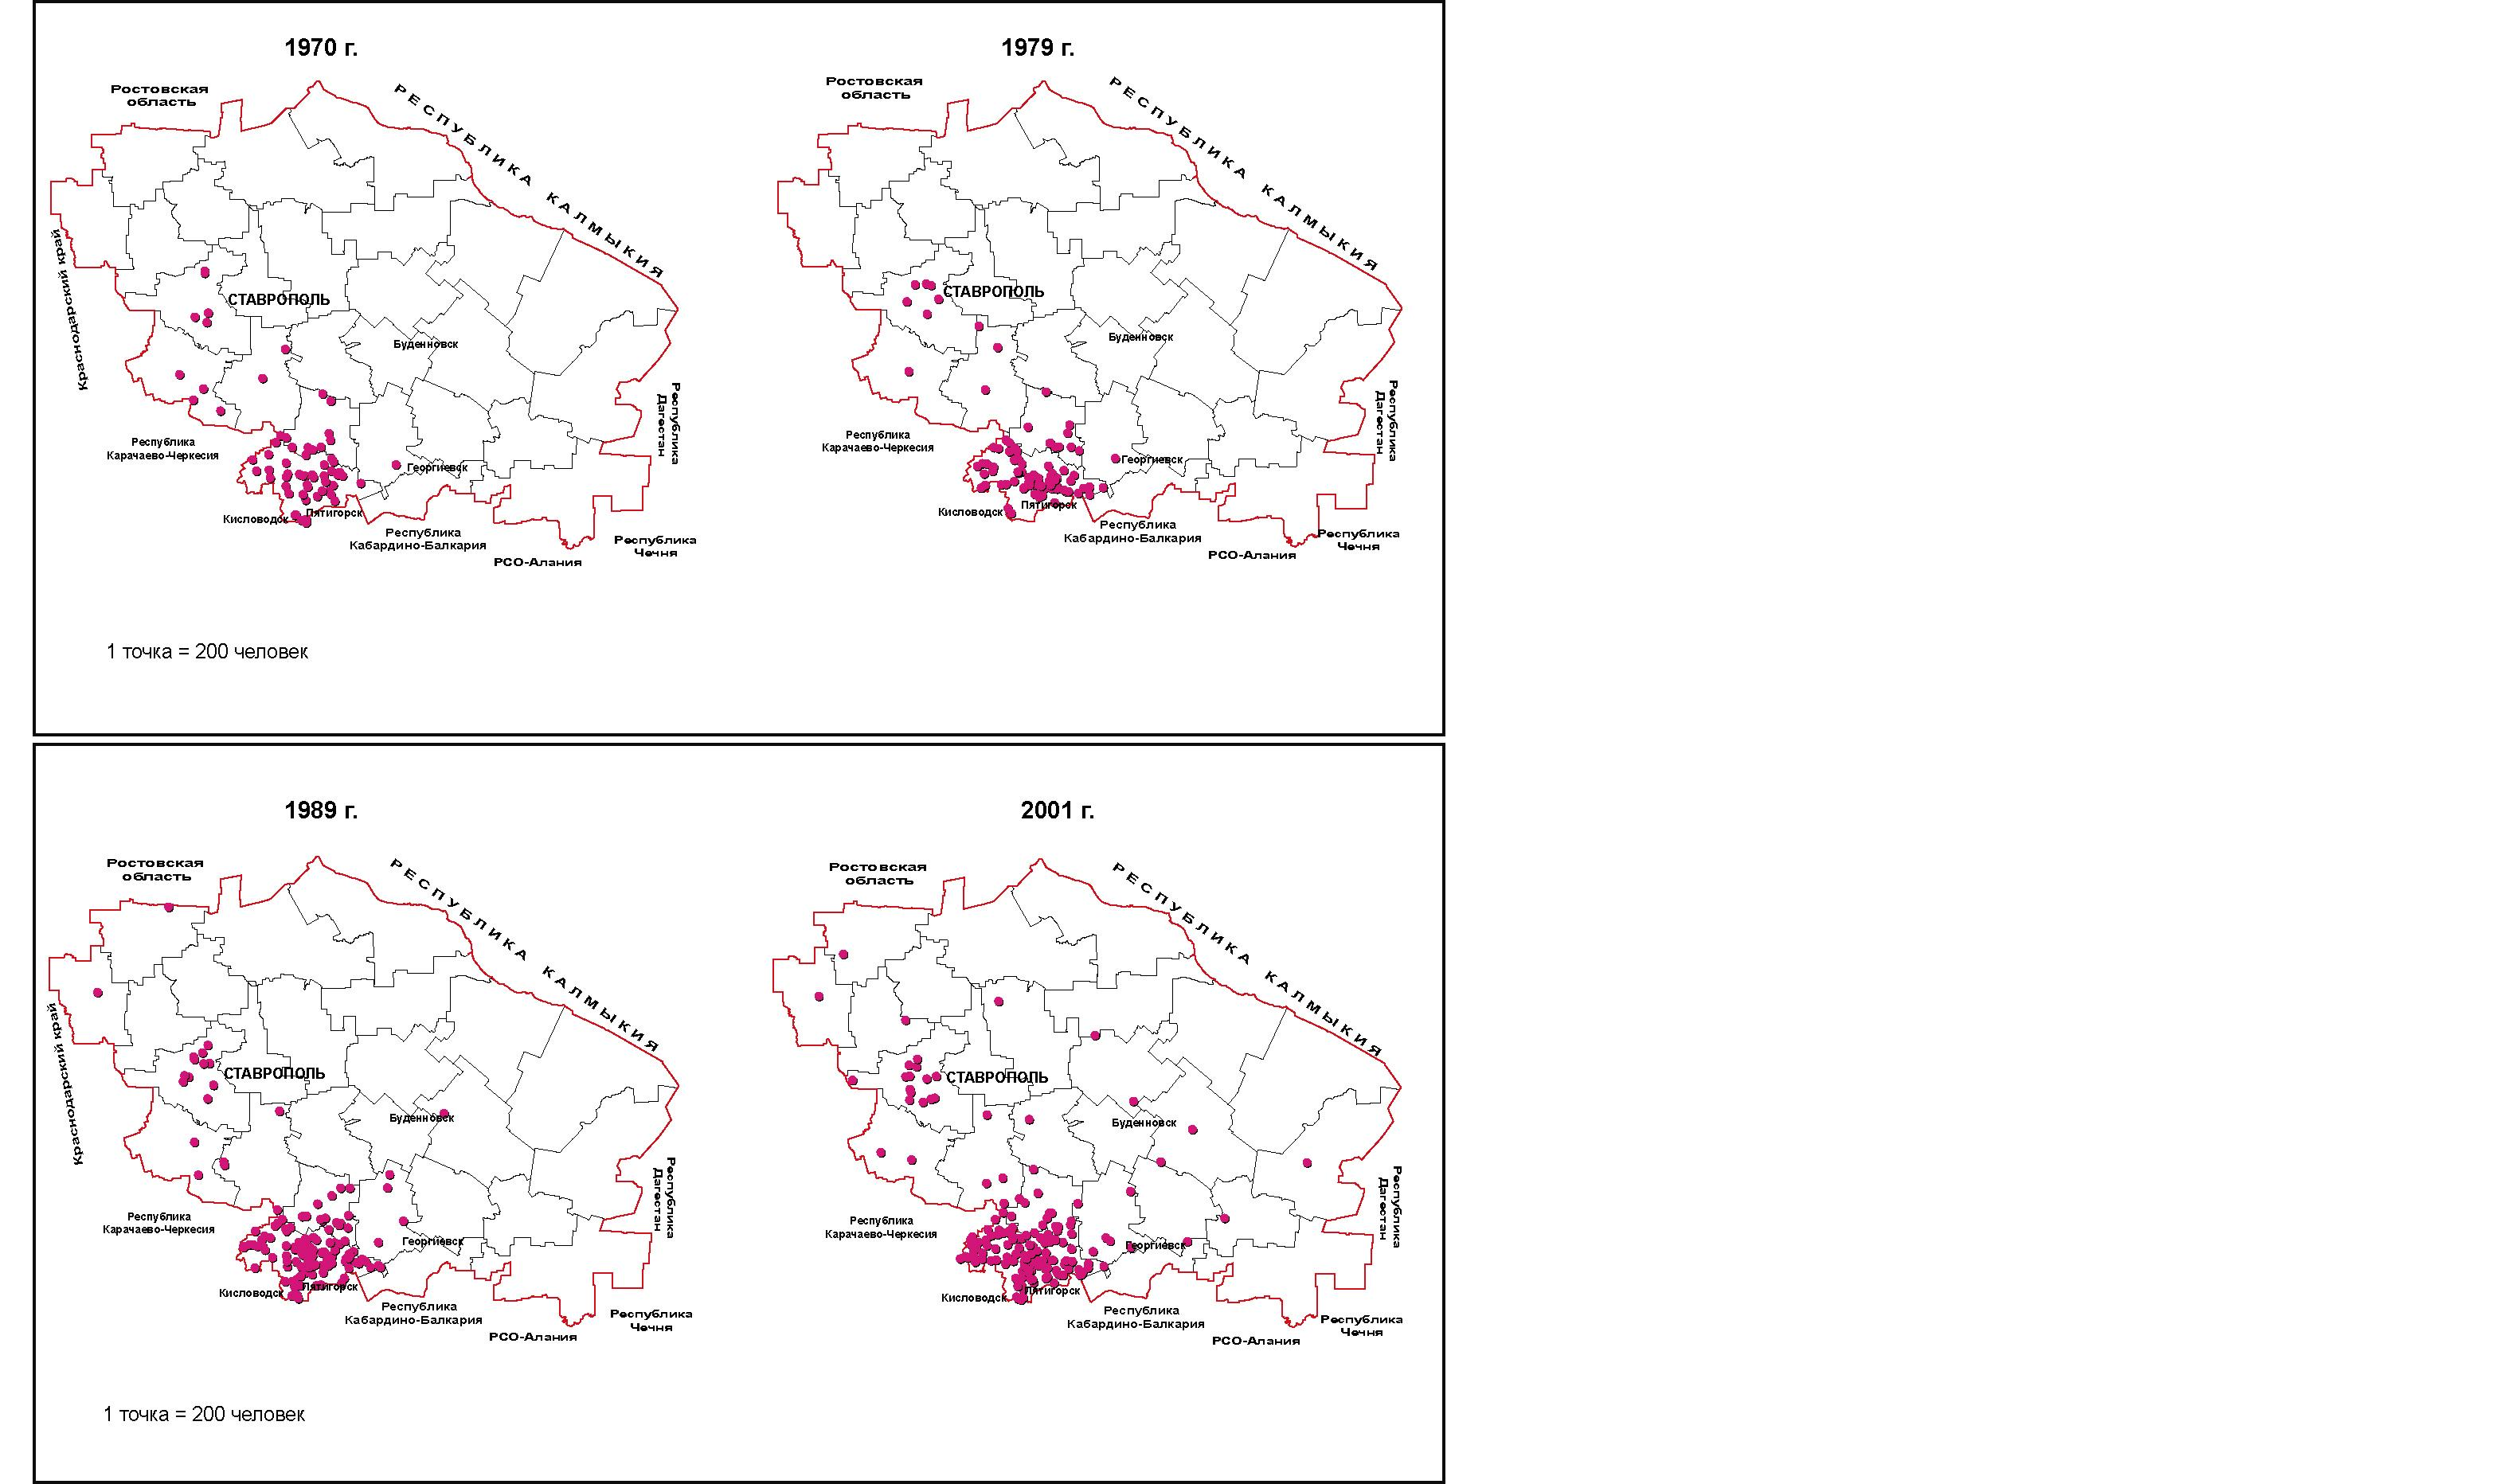 1970 г.
Ростовская
область
РЕСПУБЛИКА КАЛМЫКИЯ
Краснодарский край
СТАВРОПОЛЬ
Буденновск
Республика
Дагестан
Республика
Карачаево-Черкесия
Георгиевск
Кисловодск
Пятигорск
Республика
Кабардино-Балкария
РСО-Алания
Республика
Чечня
1 точка = 200 человек
1979 г.
Ростовская
область
РЕСПУБЛИКА КАЛМЫКИЯ
СТАВРОПОЛЬ
Буденновск
Республика
Дагестан
Республика
Карачаево-Черкесия
Георгиевск
Кисловодск
Пятигорск
Республика
Кабардино-Балкария
РСО-Алания
Республика
Чечня
1989 г.
Ростовская
область
РЕСПУБЛИКА КАЛМЫКИЯ
Краснодарский край
СТАВРОПОЛЬ
Буденновск
Республика
Дагестан
Республика
Карачаево-Черкесия
Георгиевск
Кисловодск
Пятигорск
Республика
Кабардино-Балкария
РСО-Алания
Республика
Чечня
1 точка = 200 человек
2001 г.
Ростовская
область
РЕСПУБЛИКА КАЛМЫКИЯ
СТАВРОПОЛЬ
Буденновск
Республика
Дагестан
Республика
Карачаево-Черкесия
Георгиевск
Кисловодск
Пятигорск
Республика
Кабардино-Балкария
РСО-Алания
Республика
Чечня